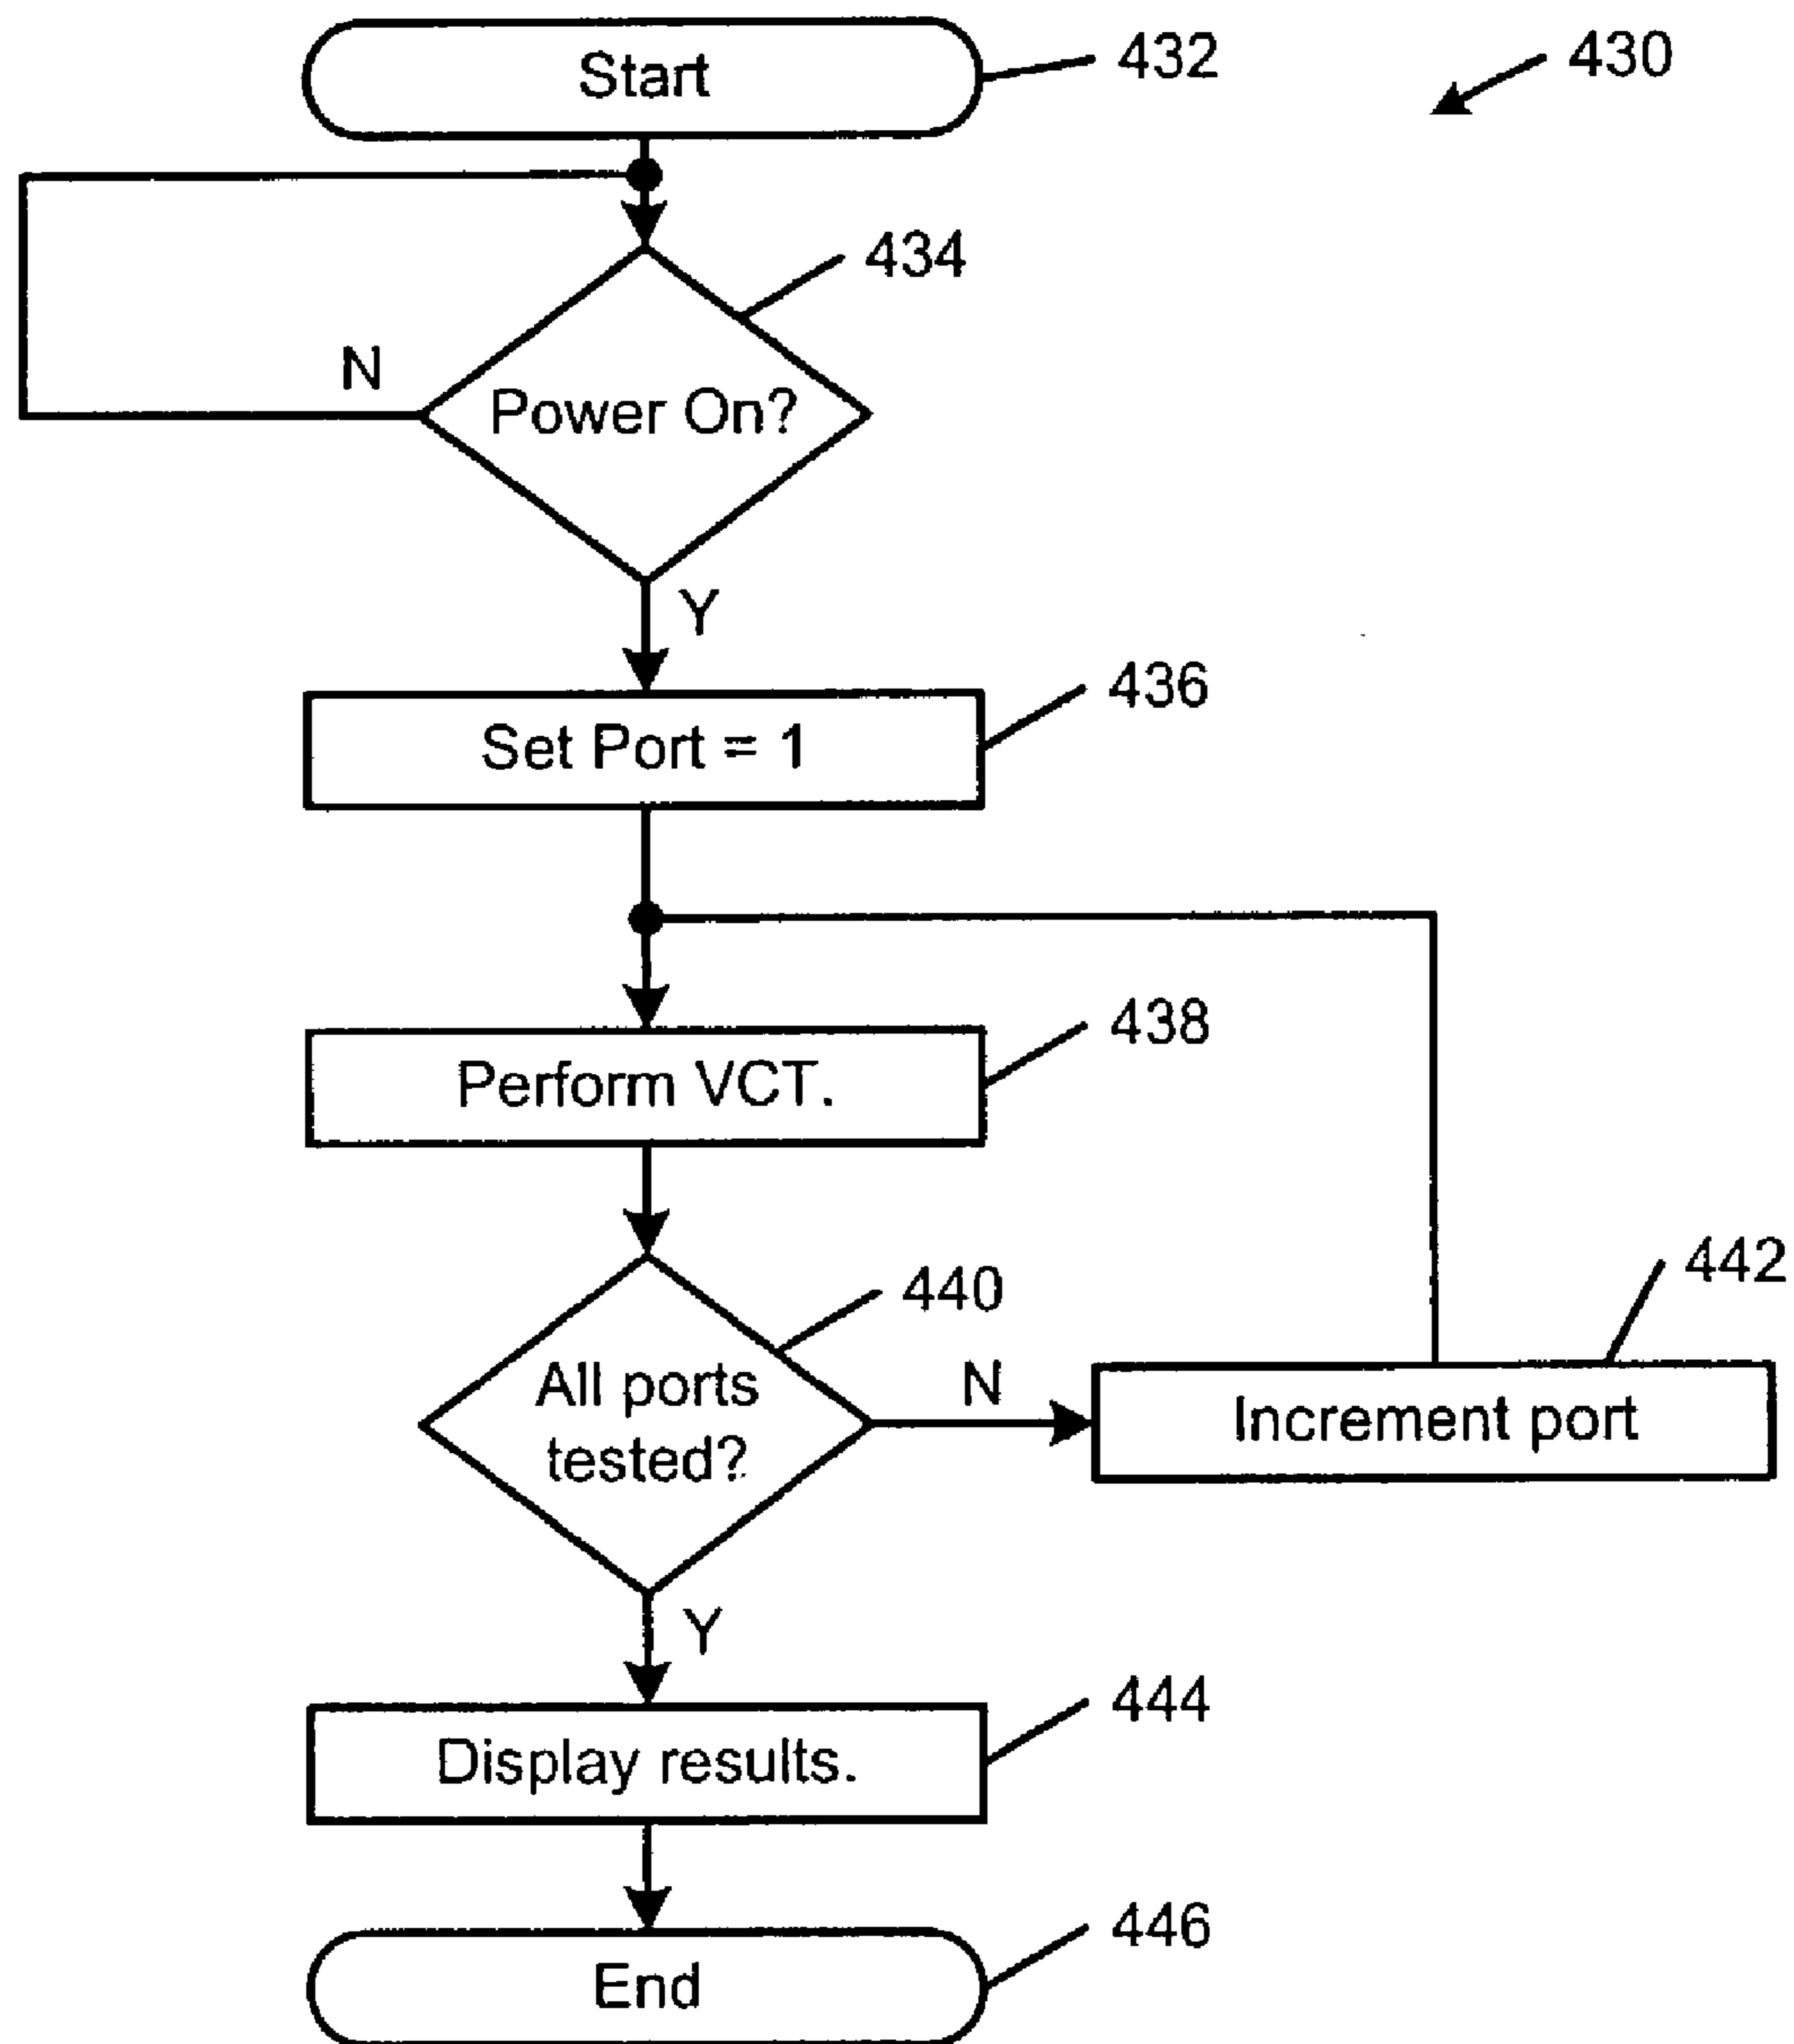 Start
432
430
434
N
Power On?
Y
436
Set Port = 1
438
Perform VCT.
440
442
All ports
tested?
N
Increment port
Y
444
Display results.
446
End